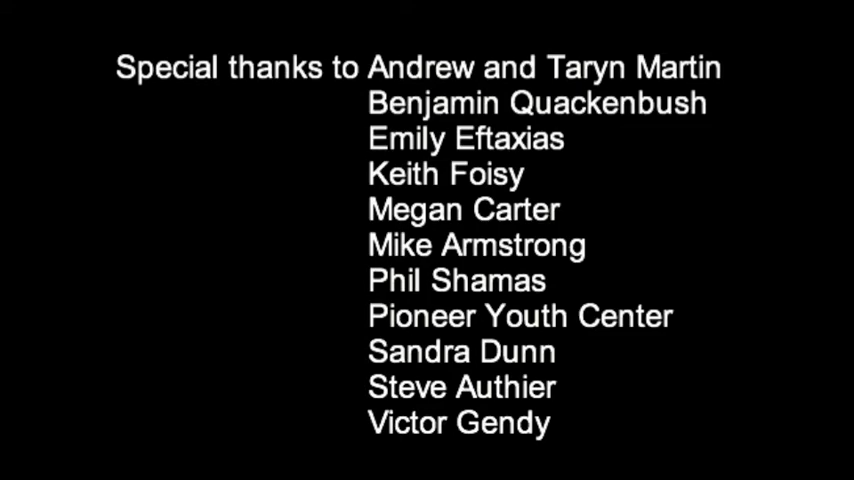 Special thanks to Andrew and Taryn Martin
Benjamin Quackenbush
Emily Eftaxias
Keith Foisy
Megan Carter
Mike Armstrong
Phil Shamas
Pioneer Youth Center
Sandra Dunn
Steve Authier
Victor Gendy